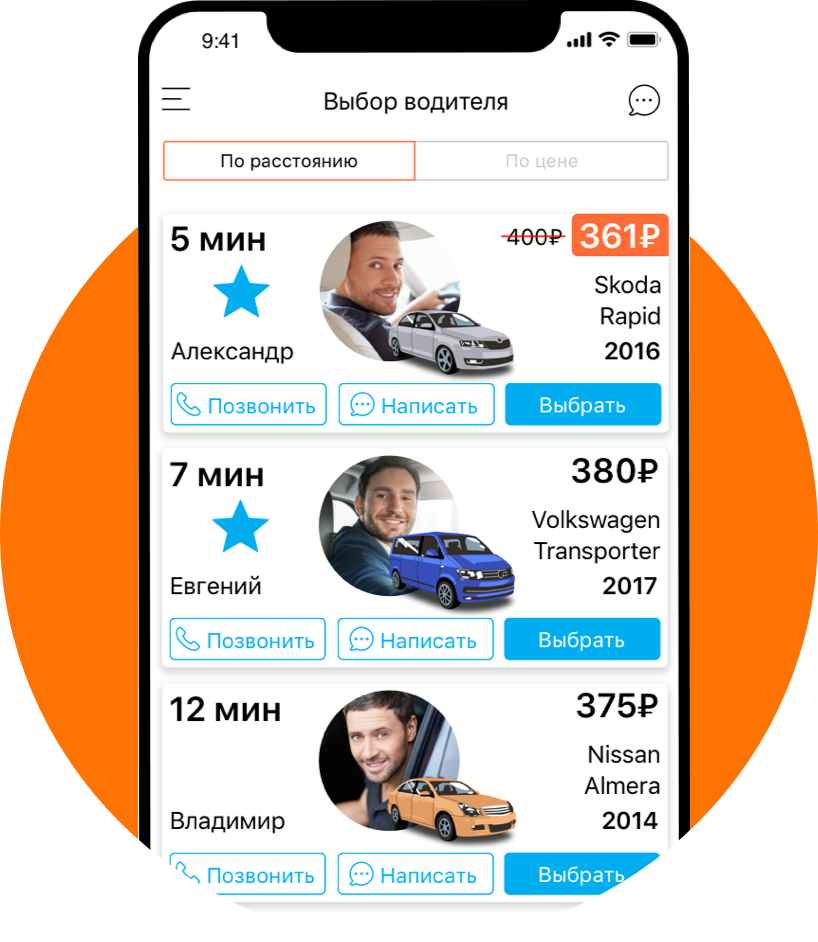 9:41
Выбор водителя
По расстоянию
По цене
5 мин
400₽ 361₽
Skoda
Rapid
Александр
2016
Позвонить
Написать
Выбрать
7 мин
380₽
Volkswagen
Transporter
Евгений
2017
Позвонить
Написать
Выбрать
12 мин
375₽
Nissan
Almera
Владимир
2014
Позвонить
Написать
Выбрать